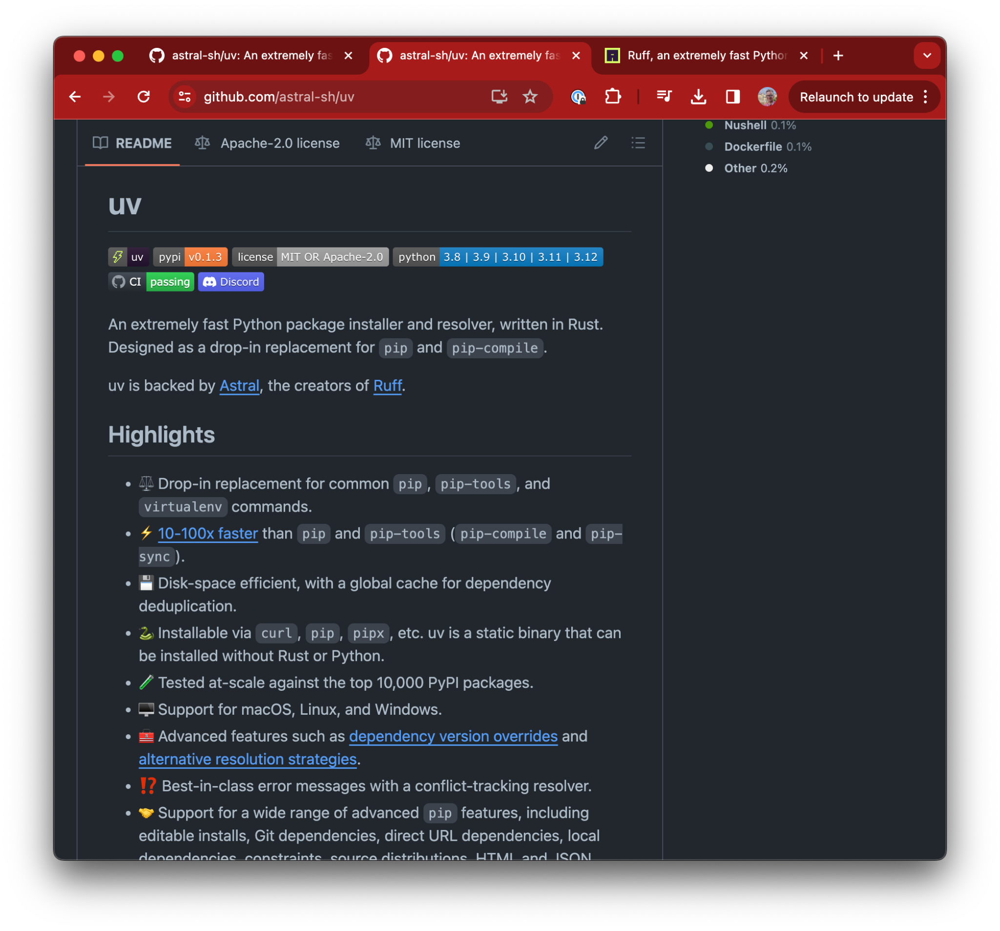 astral-sh/uv: An extremely fas
astral-sh/uv: An extremely fas
Ruff, an extremely fast Python
github.com/astral-sh/uv
Relaunch to update
README
Apache-2.0 license
MIT license
Nushell 0.1%
Dockerfile 0.1%
Other 0.2%
uv
uv pypi v0.1.3 license MIT OR Apache-2.0 python 3.8 | 3.9 | 3.10 | 3.11 | 3.12
CI passing Discord
An extremely fast Python package installer and resolver, written in Rust.
Designed as a drop-in replacement for pip and pip-compile.
uv is backed by Astral, the creators of Ruff.
Highlights
• ⚖️ Drop-in replacement for common pip, pip-tools, and
virtualenv commands.
• ⚡ 10-100x faster than pip and pip-tools (pip-compile and pip-
sync).
• 💾 Disk-space efficient, with a global cache for dependency
deduplication.
• 🐍 Installable via curl, pip, pipx, etc. uv is a static binary that can
be installed without Rust or Python.
• 🧪 Tested at-scale against the top 10,000 PyPI packages.
• 🖥️ Support for macOS, Linux, and Windows.
• 🧰 Advanced features such as dependency version overrides and
alternative resolution strategies.
• ⁉️ Best-in-class error messages with a conflict-tracking resolver.
• 🤝 Support for a wide range of advanced pip features, including
editable installs, Git dependencies, direct URL dependencies, local
dependencies, constraints, source distributions, HTML and JSON